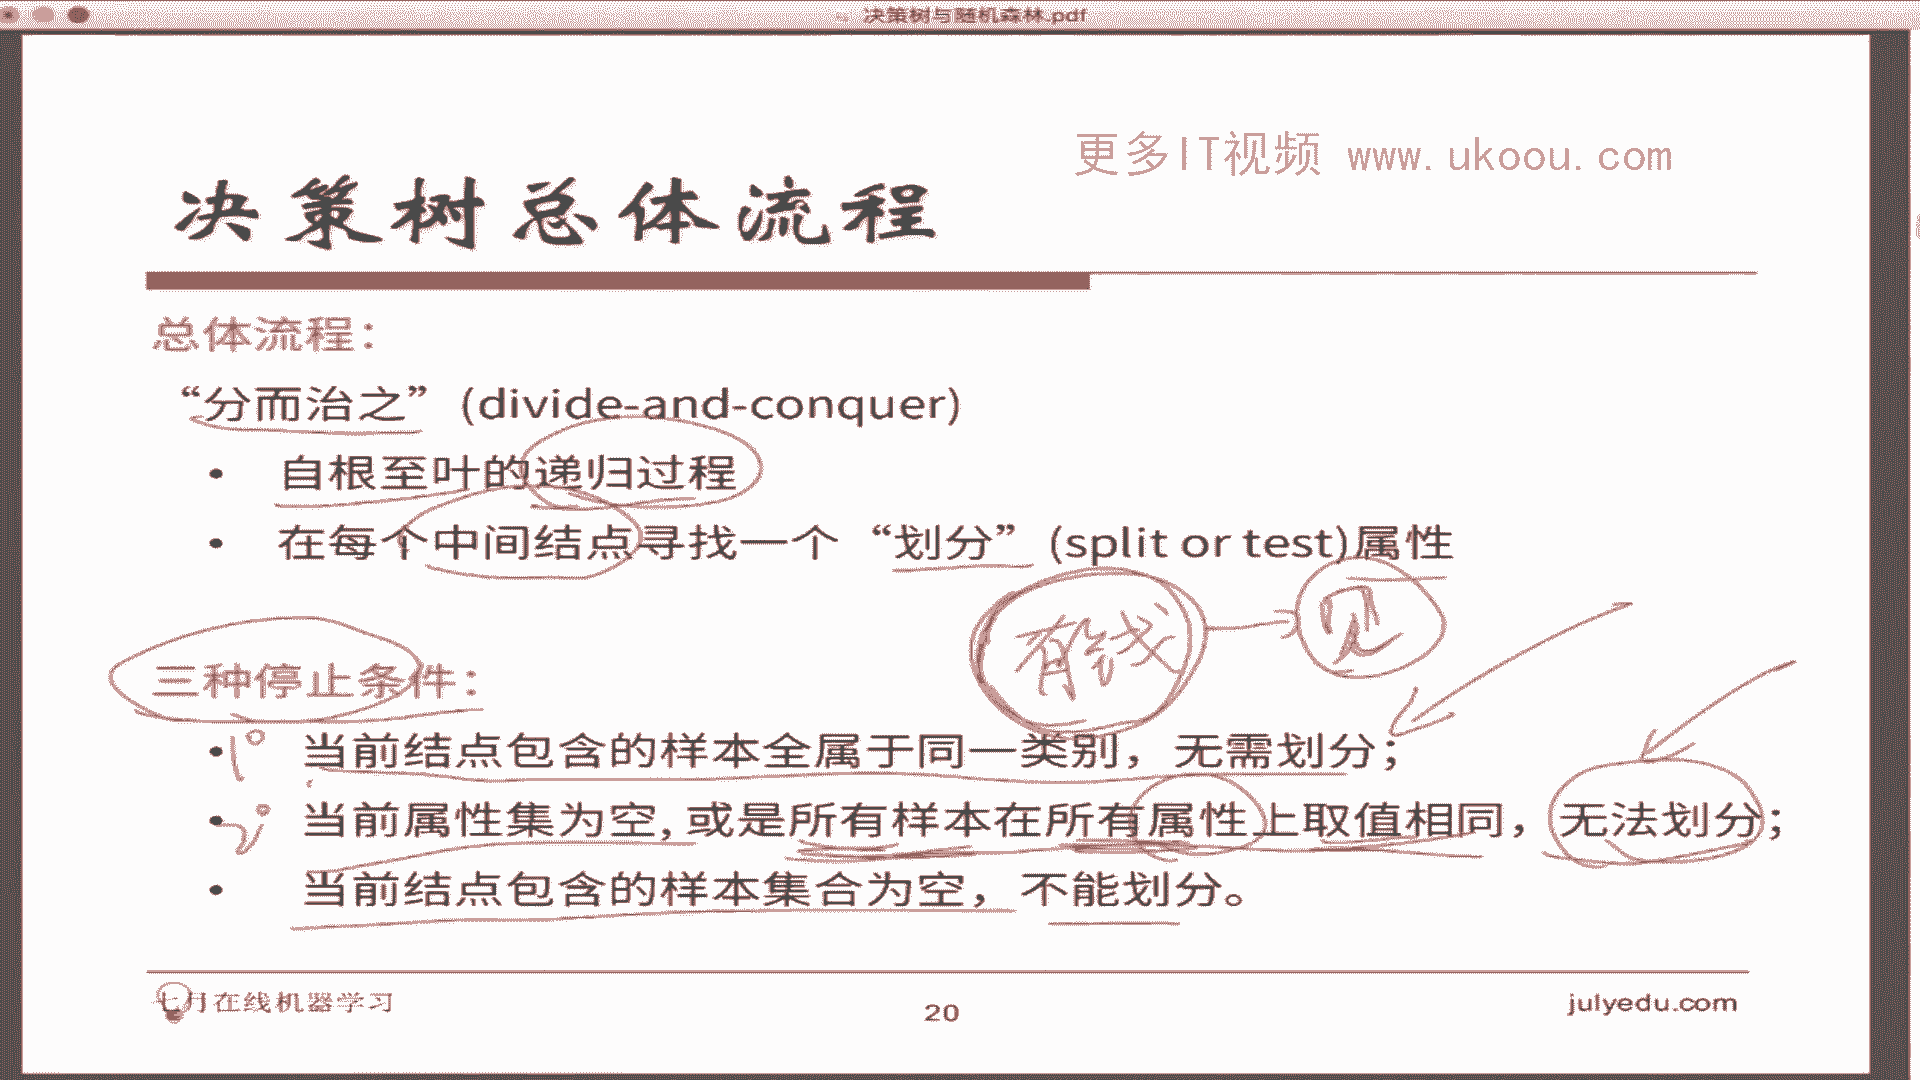 决策树与随机森林.pdf
更多IT视频 www.ukoou.com
决策树总体流程
总体流程：
“分而治之” (divide-and-conquer)
• 自根至叶的递归过程
• 在每个中间结点寻找一个 “划分” (split or test)属性
有钱
见
三种停止条件：
1°
• 当前结点包含的样本全属于同一类别，无需划分；
2°
• 当前属性集为空, 或是所有样本在所有属性上取值相同，无法划分；
• 当前结点包含的样本集合为空，不能划分。
七月在线机器学习
20
julyedu.com